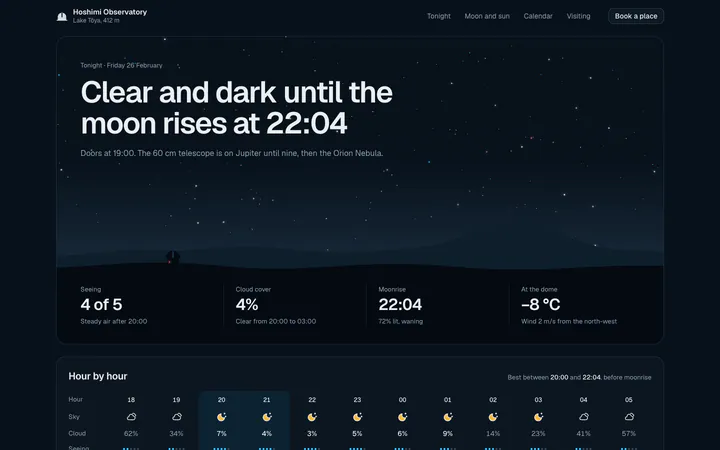 Hoshimi Observatory
Lake Tōya, 412 m
Tonight
Moon and sun
Calendar
Visiting
Book a place
Tonight · Friday 26 February
Clear and dark until the
moon rises at 22:04
Doors at 19:00. The 60 cm telescope is on Jupiter until nine, then the Orion Nebula.
Seeing
4 of 5
Steady air after 20:00
Cloud cover
4%
Clear from 20:00 to 03:00
Moonrise
22:04
72% lit, waning
At the dome
−8 °C
Wind 2 m/s from the north-west
Hour by hour
Best between 20:00 and 22:04, before moonrise
Hour 18 19 20 21 22 23 00 01 02 03 04 05
Sky
Cloud 62% 34% 7% 4% 3% 5% 6% 9% 14% 23% 41% 57%
Seeing